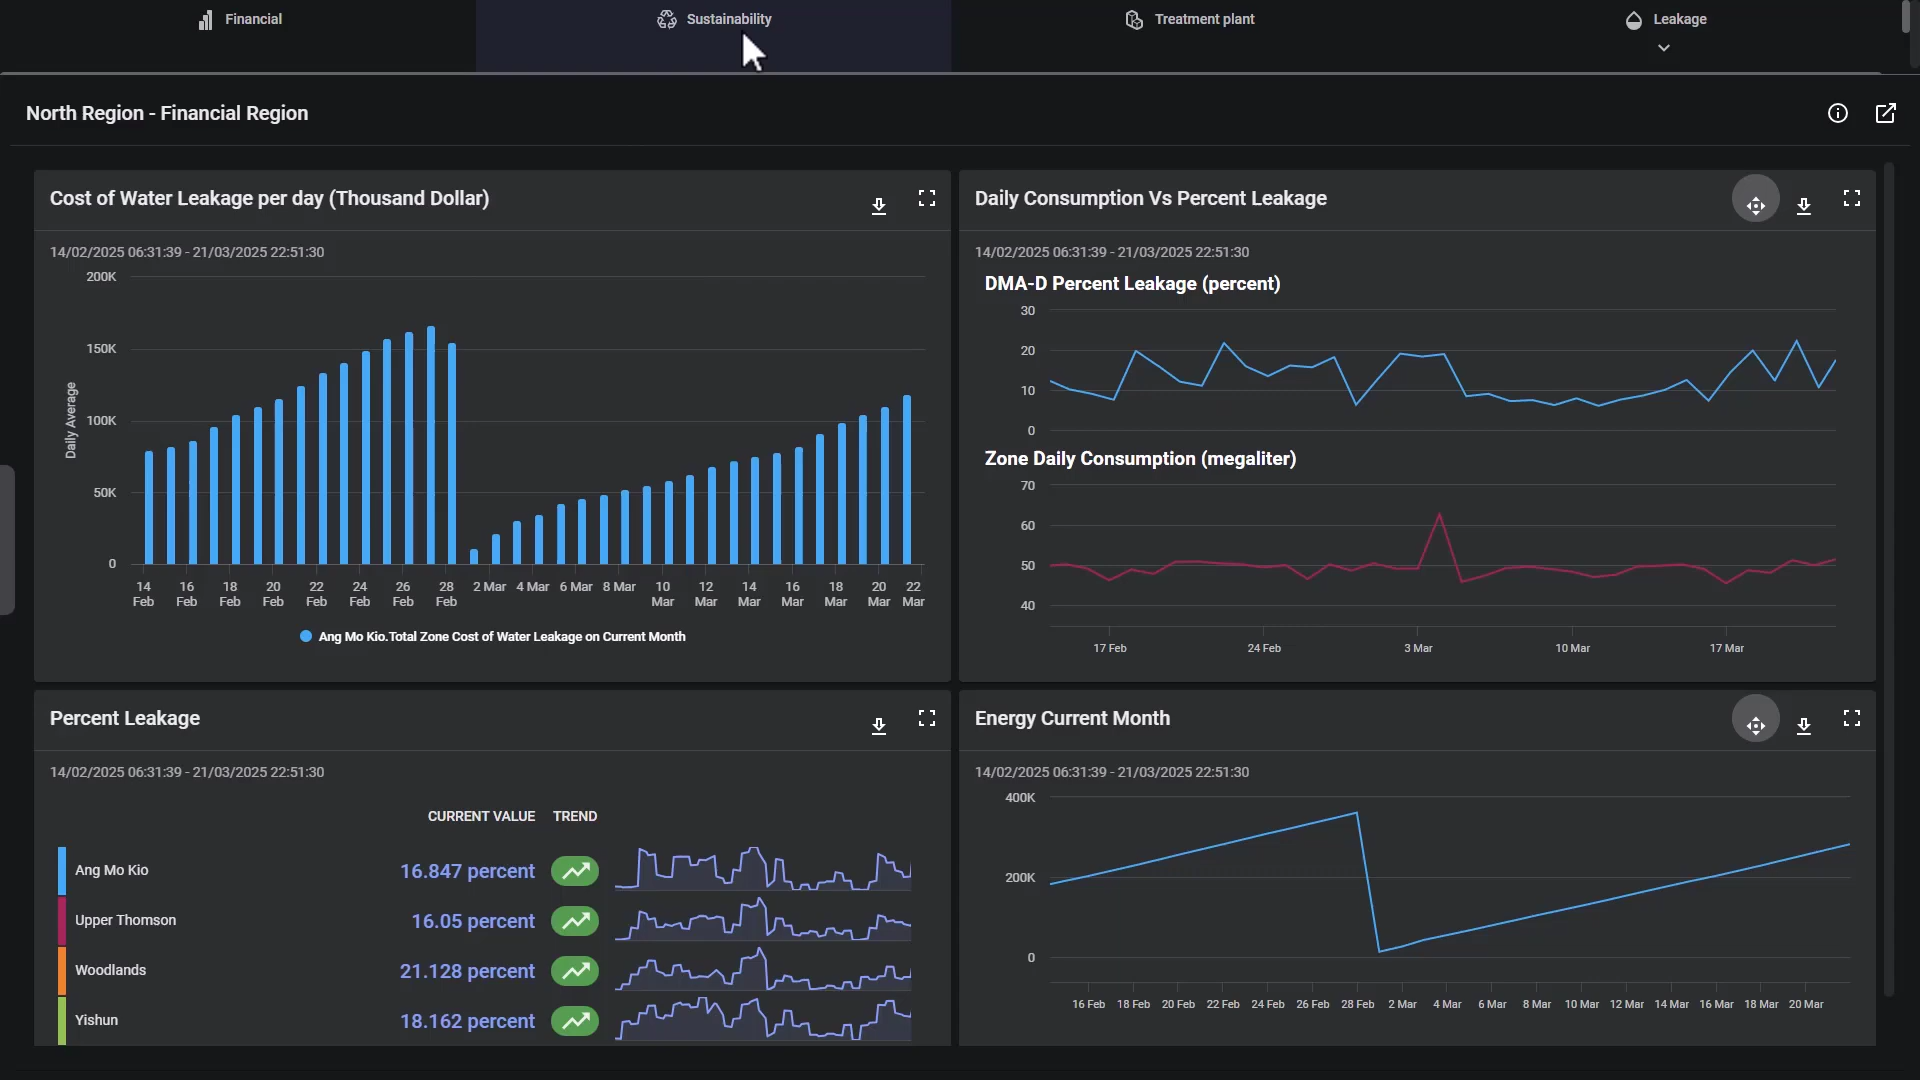 Financial
Sustainability
Treatment plant
Leakage
North Region - Financial Region
Cost of Water Leakage per day (Thousand Dollar)
14/02/2025 06:31:39 - 21/03/2025 22:51:30
200K
150K
100K
50K
0
Daily Average
14 Feb
16 Feb
18 Feb
20 Feb
22 Feb
24 Feb
26 Feb
28 Feb
2 Mar
4 Mar
6 Mar
8 Mar
10 Mar
12 Mar
14 Mar
16 Mar
18 Mar
20 Mar
22 Mar
Ang Mo Kio.Total Zone Cost of Water Leakage on Current Month
Daily Consumption Vs Percent Leakage
14/02/2025 06:31:39 - 21/03/2025 22:51:30
DMA-D Percent Leakage (percent)
30
20
10
0
Zone Daily Consumption (megaliter)
70
60
50
40
17 Feb
24 Feb
3 Mar
10 Mar
17 Mar
Percent Leakage
14/02/2025 06:31:39 - 21/03/2025 22:51:30
CURRENT VALUE TREND
Ang Mo Kio 16.847 percent
Upper Thomson 16.05 percent
Woodlands 21.128 percent
Yishun 18.162 percent
Energy Current Month
14/02/2025 06:31:39 - 21/03/2025 22:51:30
400K
200K
0
16 Feb 18 Feb 20 Feb 22 Feb 24 Feb 26 Feb 28 Feb 2 Mar 4 Mar 6 Mar 8 Mar 10 Mar 12 Mar 14 Mar 16 Mar 18 Mar 20 Mar